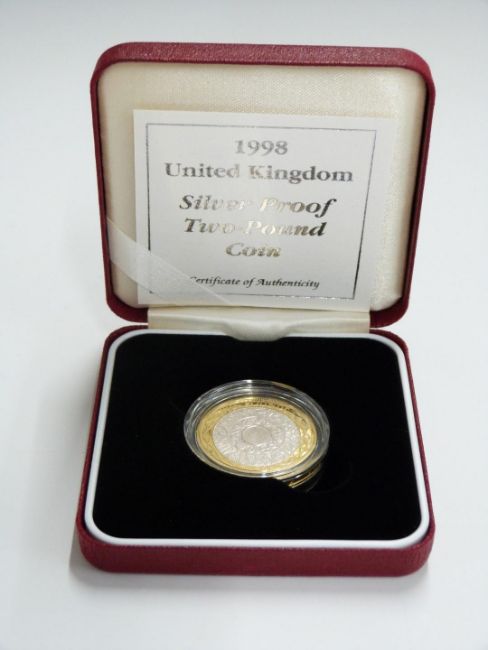 1998
United Kingdom
Silver Proof
Two-Pound
Coin
Certificate of Authenticity